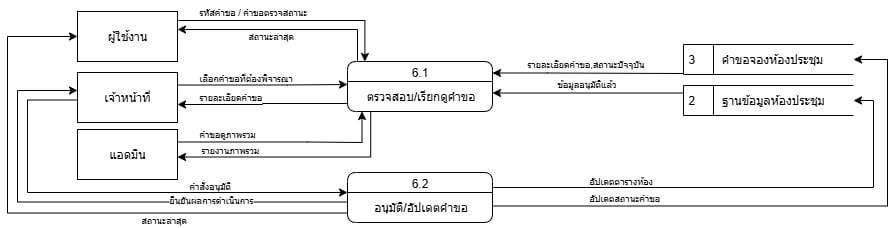 รหัสคำขอ / คำขอตรวจสถานะ
ผู้ใช้งาน
สถานะล่าสุด
6.1
ตรวจสอบ/เรียกดูคำขอ
เลือกคำขอที่ต้องพิจารณา
เจ้าหน้าที่
รายละเอียดคำขอ
รายละเอียดคำขอ,สถานะปัจจุบัน
3 คำขอจองห้องประชุม
ข้อมูลอนุมัติแล้ว
2 ฐานข้อมูลห้องประชุม
คำขอดูภาพรวม
แอดมิน
รายงานภาพรวม
6.2
อนุมัติ/อัปเดตคำขอ
คำสั่งอนุมัติ
ยืนยันผลการดำเนินการ
สถานะล่าสุด
อัปเดตตารางห้อง
อัปเดตสถานะคำขอ